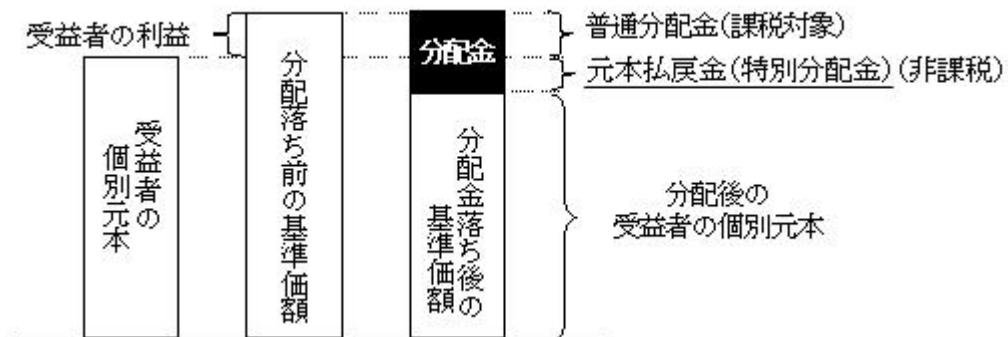 受益者の利益
受益者の
個別元本
分配落ち前の基準価額
分配金
分配金落ち後の
基準価額
普通分配金(課税対象)
元本払戻金(特別分配金)(非課税)
分配後の
受益者の個別元本